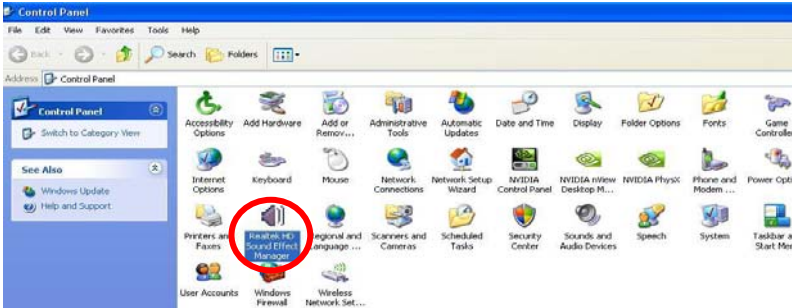 Control Panel
File Edit View Favorites Tools Help
Back Search Folders
Address Control Panel
Control Panel
Switch to Category View
See Also
Windows Update
Help and Support
Accessibility Options
Add Hardware
Add or Remov...
Administrative Tools
Automatic Updates
Date and Time
Display
Folder Options
Fonts
Game Controlle
Internet Options
Keyboard
Mouse
Network Connections
Network Setup Wizard
NVIDIA Control Panel
NVIDIA nView Desktop M...
NVIDIA PhysX
Phone and Modem ...
Power Opti
Printers an Faxes
Realtek HD Sound Effect Manager
egional and anguage ...
Scanners and Cameras
Scheduled Tasks
Security Center
Sounds and Audio Devices
Speech
System
Taskbar a Start Men
User Accounts
Windows Firewall
Wireless Network Set...